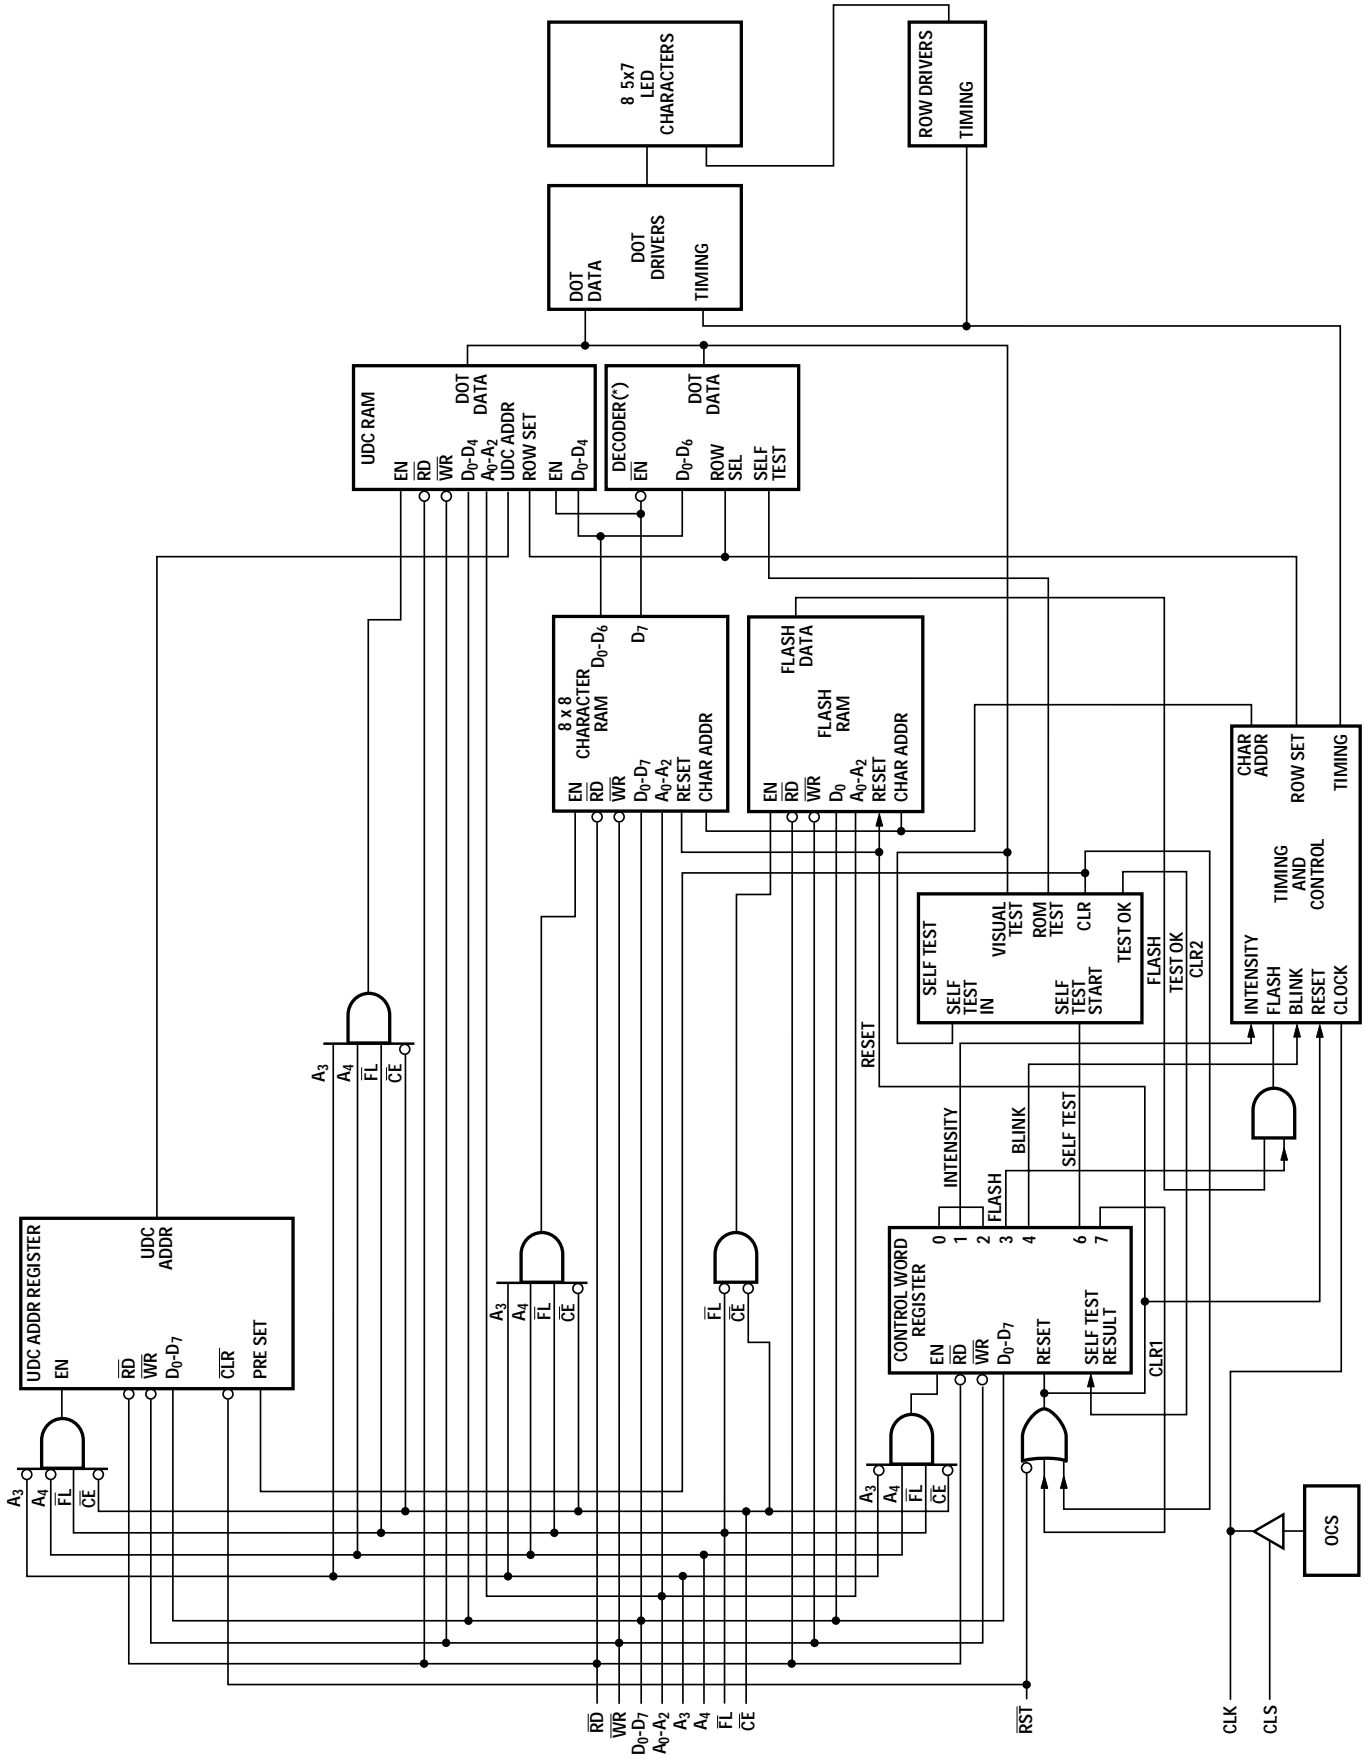 UDC ADDR REGISTER
EN
RD
WR
D0-D7
CLR
PRE SET
UDC
ADDR
A3
A4
FL
CE
A3
A4
FL
CE
UDC RAM
EN
RD
WR
D0-D4
A0-A2
UDC ADDR
ROW SET
EN
D0-D4
DOT
DATA
DECODER(*)
EN
D0-D6
ROW
SEL
SELF
TEST
DOT
DATA
DOT
DATA
DOT
DRIVERS
TIMING
8 5x7
LED
CHARACTERS
ROW DRIVERS
TIMING
A3
A4
FL
CE
8 x 8
CHARACTER
RAM
EN
RD
WR
D0-D7
A0-A2
RESET
CHAR ADDR
D0-D6
D7
FL
CE
FLASH
RAM
EN
RD
WR
D0
A0-A2
RESET
CHAR ADDR
FLASH
DATA
RD
WR
D0-D7
A0-A2
A3
A4
FL
CE
A3
A4
FL
CE
CONTROL WORD
REGISTER
EN
RD
WR
D0-D7
RESET
SELF TEST
RESULT
0
1
2
3
4
6
7
RESET
INTENSITY
FLASH
BLINK
SELF TEST
CLR1
SELF TEST
SELF
TEST
IN
SELF
TEST
START
VISUAL
TEST
ROM
TEST
CLR
TEST OK
FLASH
TEST OK
CLR2
INTENSITY
FLASH
BLINK
RESET
CLOCK
TIMING
AND
CONTROL
CHAR
ADDR
ROW SET
TIMING
RST
CLK
CLS
OCS